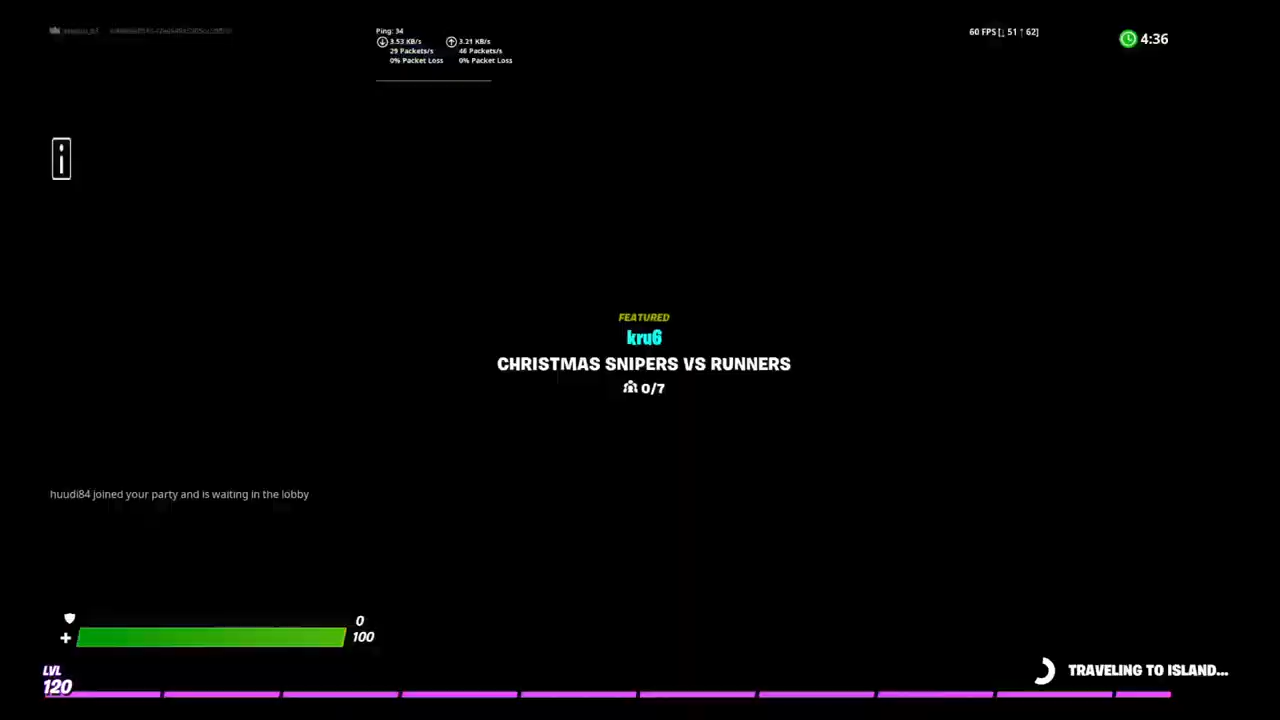 Ping: 34
3.53 KB/s 3.21 KB/s
29 Packets/s 46 Packets/s
0% Packet Loss 0% Packet Loss
60 FPS [↓ 51 ↑ 62]
4:36
i
FEATURED
kru6
CHRISTMAS SNIPERS VS RUNNERS
0/7
huudi84 joined your party and is waiting in the lobby
0
100
LVL
120
TRAVELING TO ISLAND...